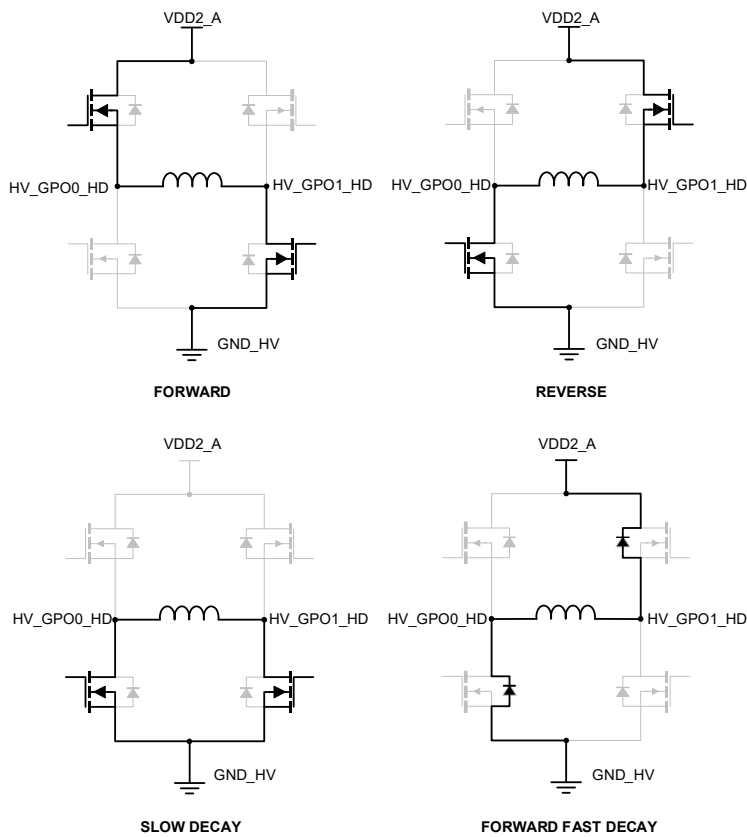 VDD2_A
HV_GPO0_HD
HV_GPO1_HD
GND_HV
FORWARD
VDD2_A
HV_GPO0_HD
HV_GPO1_HD
GND_HV
REVERSE
VDD2_A
HV_GPO0_HD
HV_GPO1_HD
GND_HV
SLOW DECAY
VDD2_A
HV_GPO0_HD
HV_GPO1_HD
GND_HV
FORWARD FAST DECAY